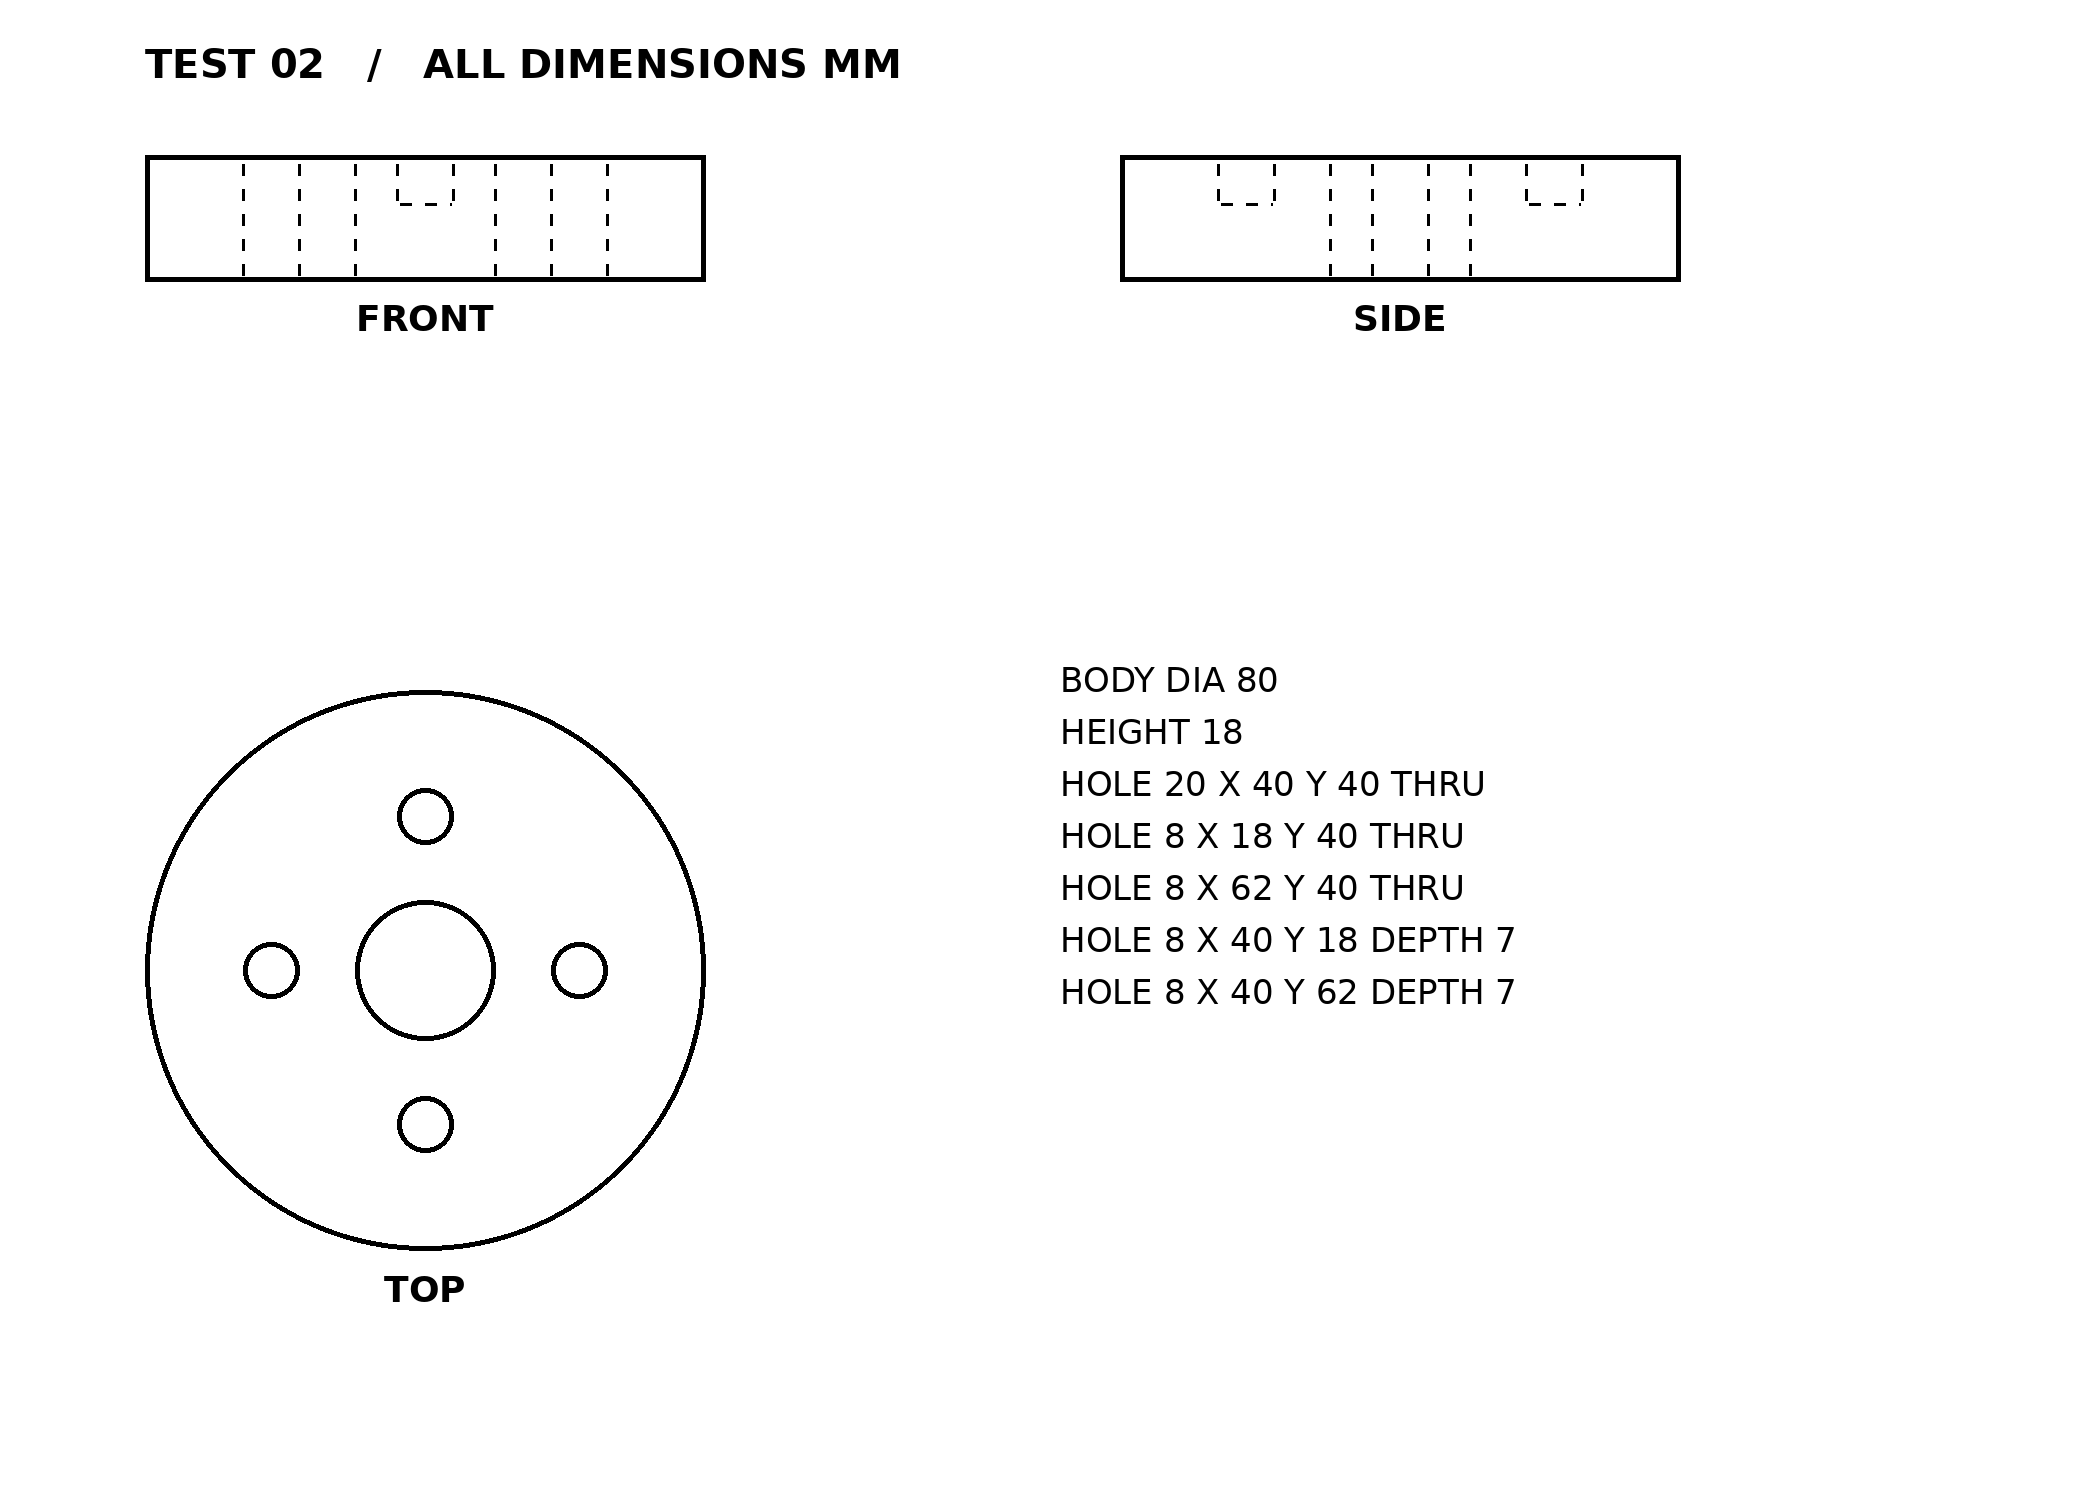 TEST 02 / ALL DIMENSIONS MM
FRONT
SIDE
BODY DIA 80
HEIGHT 18
HOLE 20 X 40 Y 40 THRU
HOLE 8 X 18 Y 40 THRU
HOLE 8 X 62 Y 40 THRU
HOLE 8 X 40 Y 18 DEPTH 7
HOLE 8 X 40 Y 62 DEPTH 7
TOP